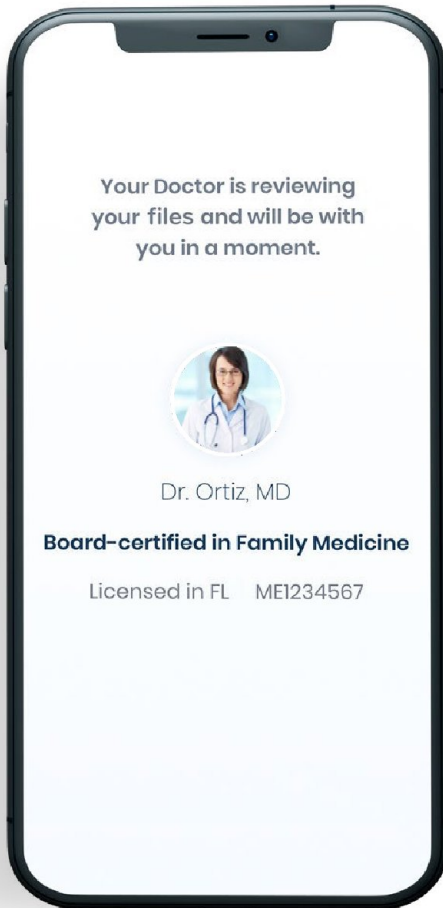 Your Doctor is reviewing
your files and will be with
you in a moment.
Dr. Ortiz, MD
Board-certified in Family Medicine
Licensed in FL ME1234567